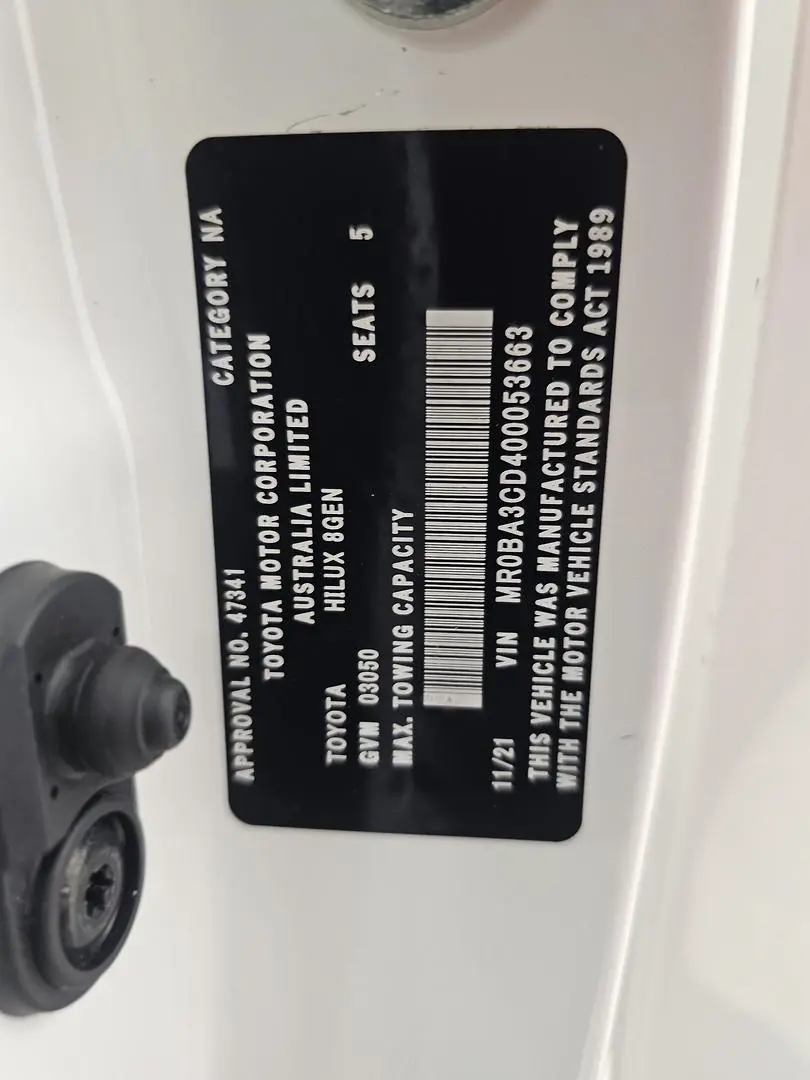 APPROVAL NO. 47341 CATEGORY NA
TOYOTA MOTOR CORPORATION
AUSTRALIA LIMITED
TOYOTA HILUX 8GEN
GVM 03050 SEATS 5
MAX. TOWING CAPACITY
11/21 VIN MR0BA3CD400053663
THIS VEHICLE WAS MANUFACTURED TO COMPLY
WITH THE MOTOR VEHICLE STANDARDS ACT 1989